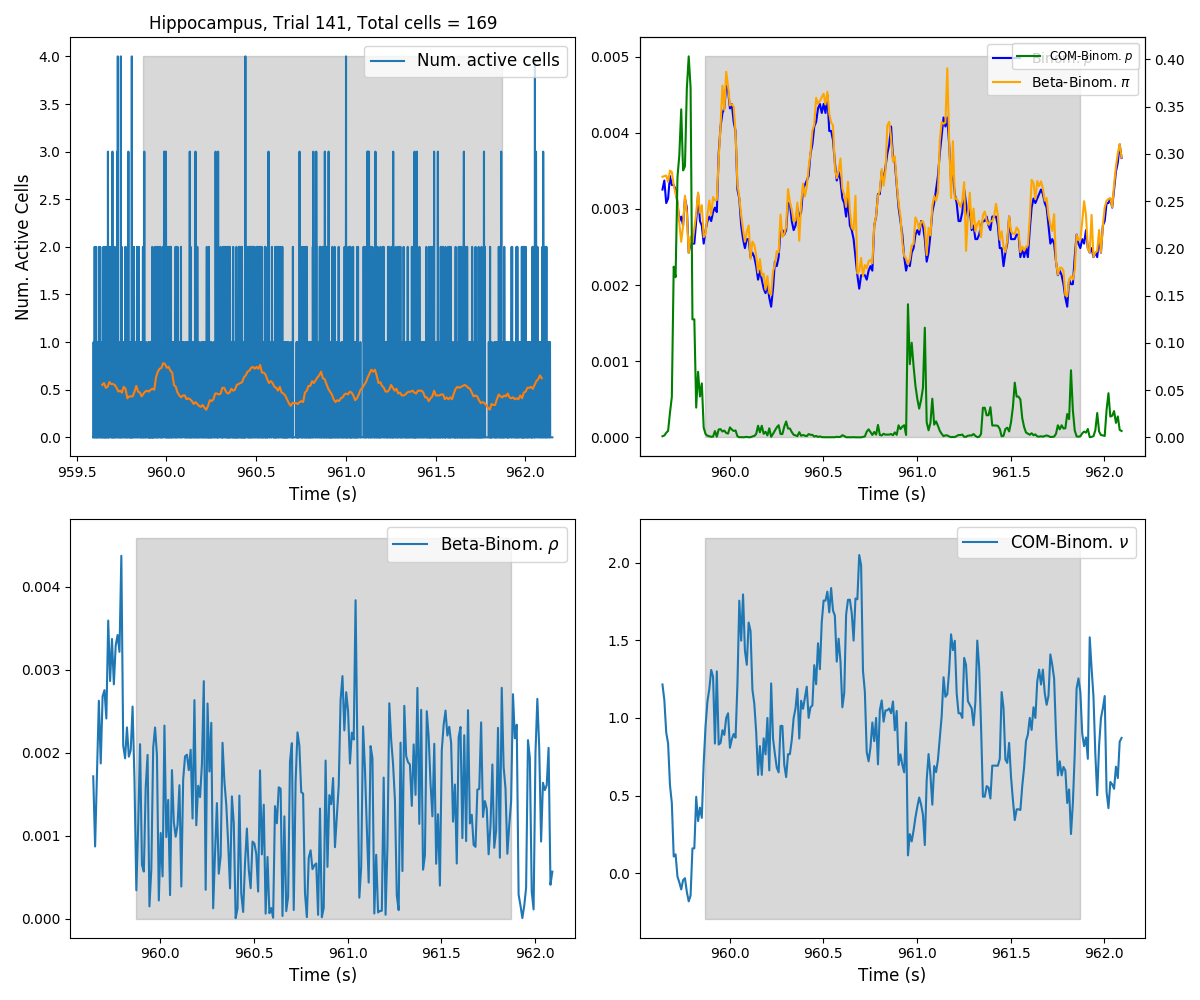 Hippocampus, Trial 141, Total cells = 169
Num. active cells
4.0
3.5
3.0
2.5
2.0
1.5
1.0
0.5
0.0
Num. Active Cells
959.5 960.0 960.5 961.0 961.5 962.0
Time (s)
COM-Binom. p
Beta-Binom. π
0.005
0.004
0.003
0.002
0.001
0.000
0.40
0.35
0.30
0.25
0.20
0.15
0.10
0.05
0.00
960.0 960.5 961.0 961.5 962.0
Time (s)
Beta-Binom. ρ
0.004
0.003
0.002
0.001
0.000
960.0 960.5 961.0 961.5 962.0
Time (s)
COM-Binom. ν
2.0
1.5
1.0
0.5
0.0
960.0 960.5 961.0 961.5 962.0
Time (s)